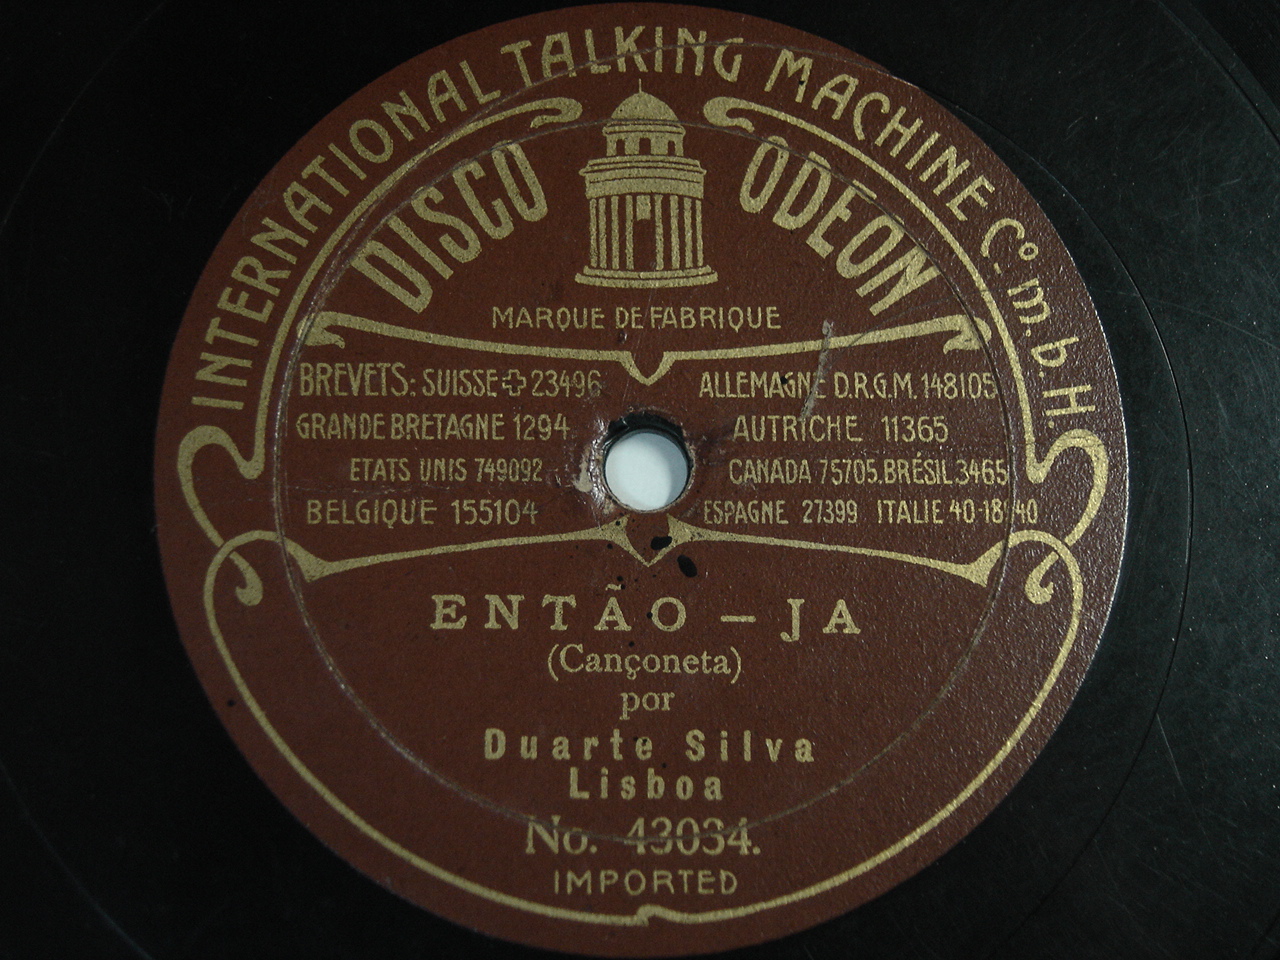 INTERNATIONAL TALKING MACHINE Co. m. b. H.
DISCO ODEON
MARQUE DE FABRIQUE
BREVETS: SUISSE 23496 ALLEMAGNE D.R.G.M. 148105
GRANDE BRETAGNE 1294 AUTRICHE 11365
ETATS UNIS 749092 CANADA 75705. BRÉSIL 3465
BELGIQUE 155104 ESPAGNE 27399 ITALIE 40-18 40
ENTÃO – JA
(Cançoneta)
por
Duarte Silva
Lisboa
No. 43034.
IMPORTED